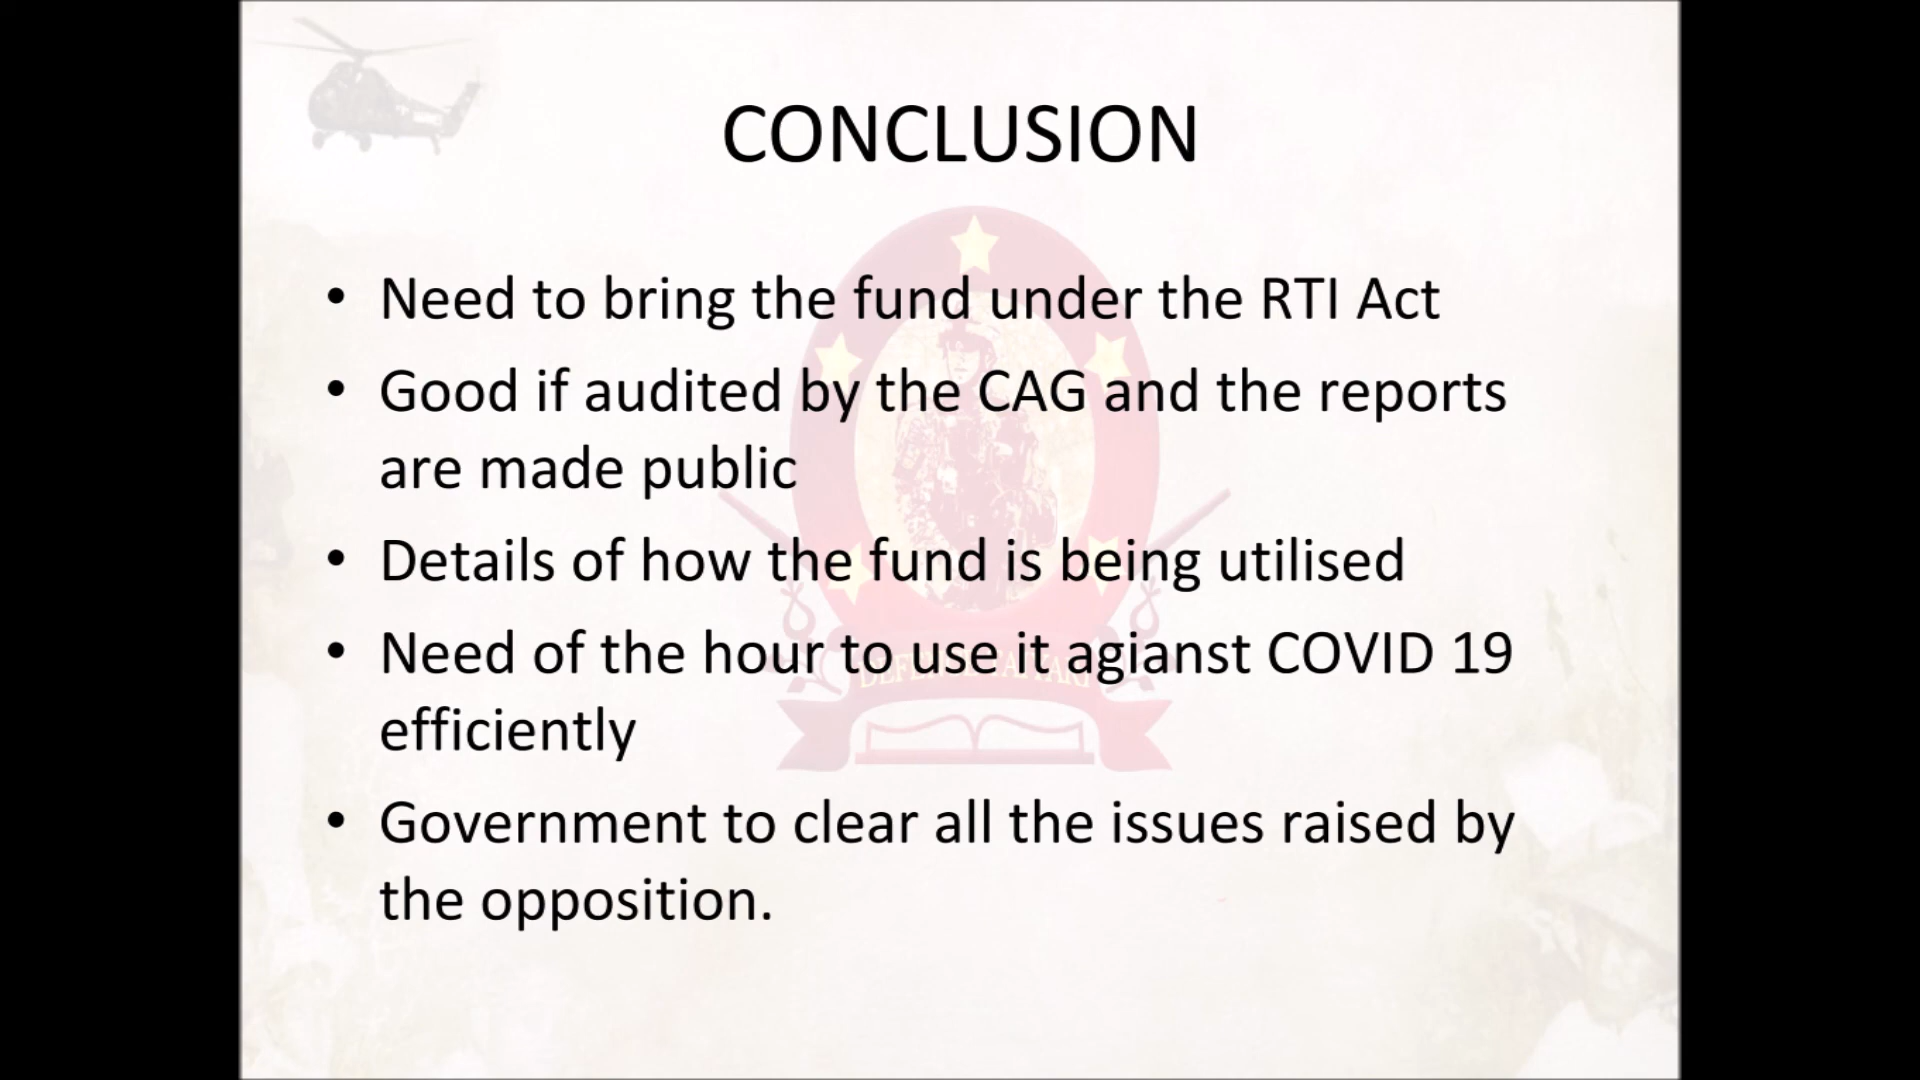 CONCLUSION
• Need to bring the fund under the RTI Act
• Good if audited by the CAG and the reports
are made public
• Details of how the fund is being utilised
• Need of the hour to use it agianst COVID 19
efficiently
• Government to clear all the issues raised by
the opposition.